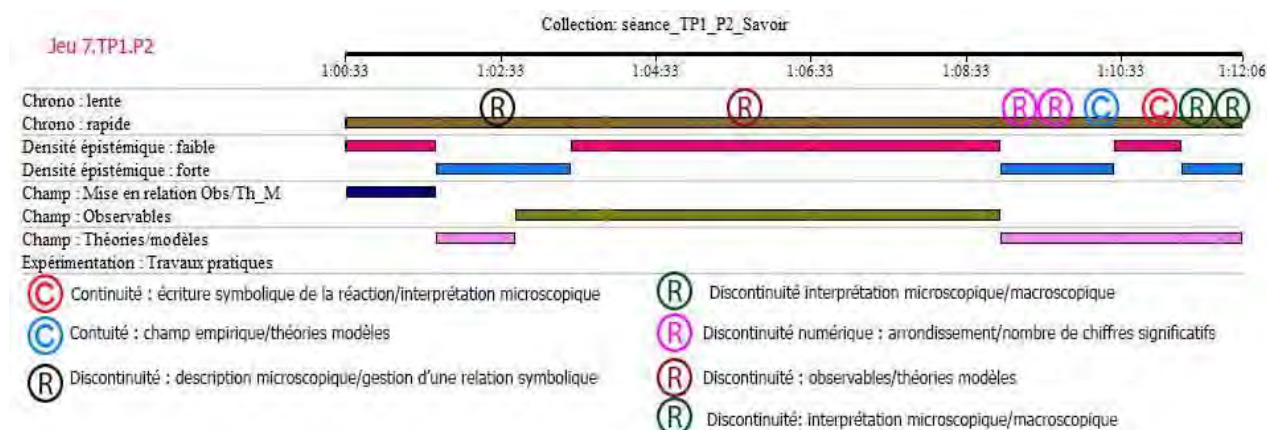 Collection: séance_TP1_P2_Savoir
Jeu 7.TP1.P2
1:00:33 1:02:33 1:04:33 1:06:33 1:08:33 1:10:33 1:12:06
Chrono : lente
R R R R C C R R
Chrono : rapide
Densité épistémique : faible
Densité épistémique : forte
Champ : Mise en relation Obs/Th_M
Champ : Observables
Champ : Théories/modèles
Expérimentation : Travaux pratiques
C Continuité : écriture symbolique de la réaction/interprétation microscopique
C Contuité : champ empirique/théories modèles
R Discontinuité : description microscopique/gestion d'une relation symbolique
R Discontinuité interprétation microscopique/macroscopique
R Discontinuité numérique : arrondissement/nombre de chiffres significatifs
R Discontinuité : observables/théories modèles
R Discontinuité: interprétation microscopique/macroscopique